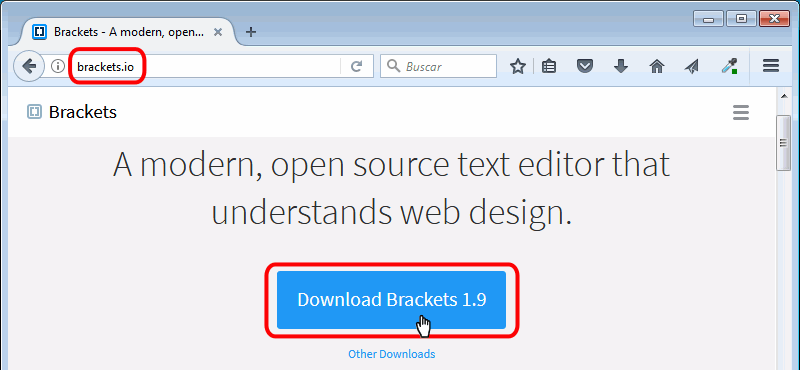 Brackets - A modern, open...
brackets.io
Buscar
Brackets
A modern, open source text editor that
understands web design.
Download Brackets 1.9
Other Downloads